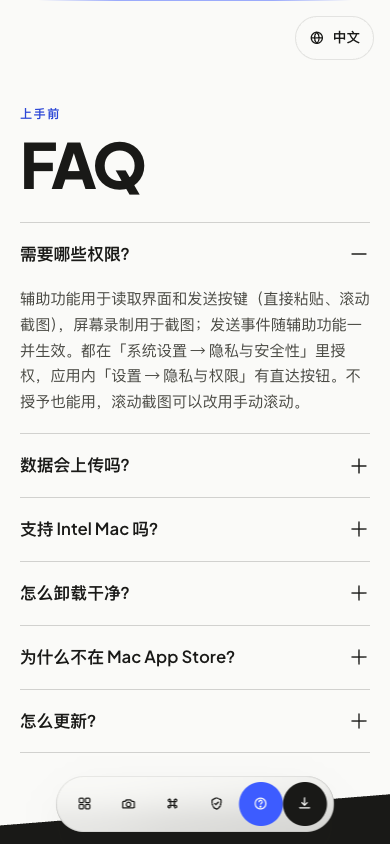 中文
上手前
FAQ
需要哪些权限?
辅助功能用于读取界面和发送按键（直接粘贴、滚动
截图），屏幕录制用于截图；发送事件随辅助功能一
并生效。都在「系统设置 → 隐私与安全性」里授
权，应用内「设置 → 隐私与权限」有直达按钮。不
授予也能用，滚动截图可以改用手动滚动。
数据会上传吗?
支持 Intel Mac 吗?
怎么卸载干净?
为什么不在 Mac App Store?
怎么更新?